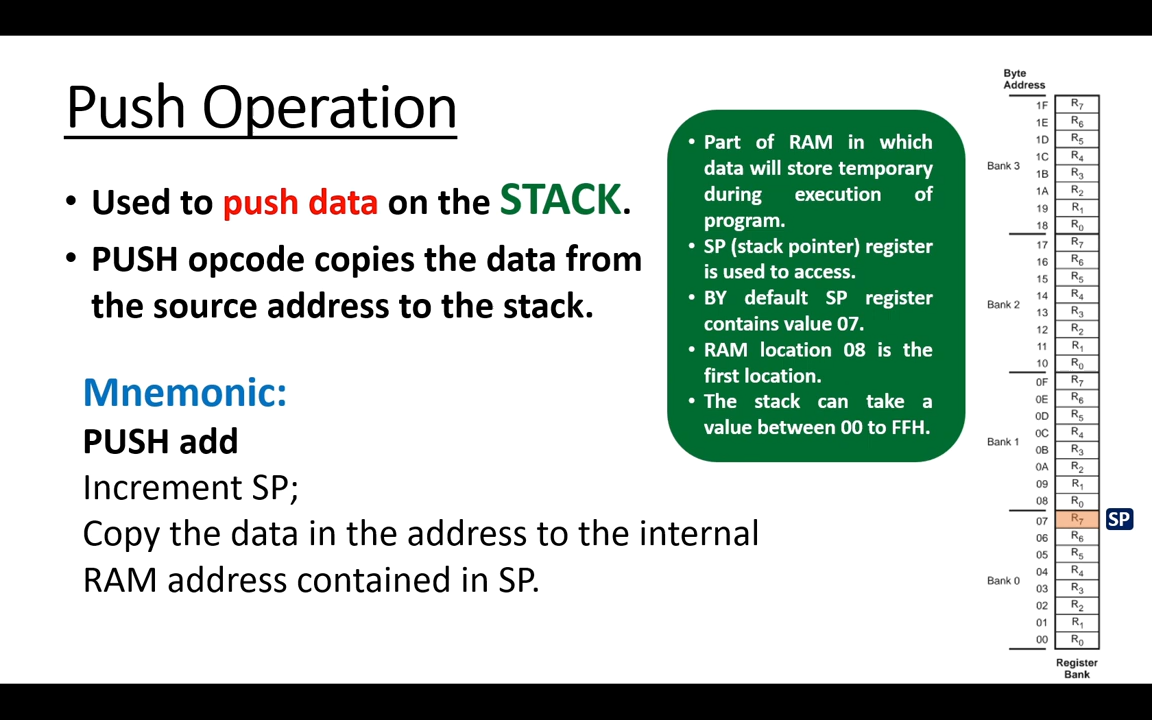 Push Operation
• Used to push data on the STACK.
• PUSH opcode copies the data from
the source address to the stack.
Mnemonic:
PUSH add
Increment SP;
Copy the data in the address to the internal
RAM address contained in SP.
• Part of RAM in which
data will store temporary
during execution of
program.
• SP (stack pointer) register
is used to access.
• BY default SP register
contains value 07.
• RAM location 08 is the
first location.
• The stack can take a
value between 00 to FFH.
Byte
Address
1F R7
1E R6
1D R5
1C R4
Bank 3
1B R3
1A R2
19 R1
18 R0
17 R7
16 R6
15 R5
14 R4
Bank 2
13 R3
12 R2
11 R1
10 R0
0F R7
0E R6
0D R5
0C R4
Bank 1
0B R3
0A R2
09 R1
08 R0
07 R7 SP
06 R6
05 R5
04 R4
Bank 0
03 R3
02 R2
01 R1
00 R0
Register
Bank